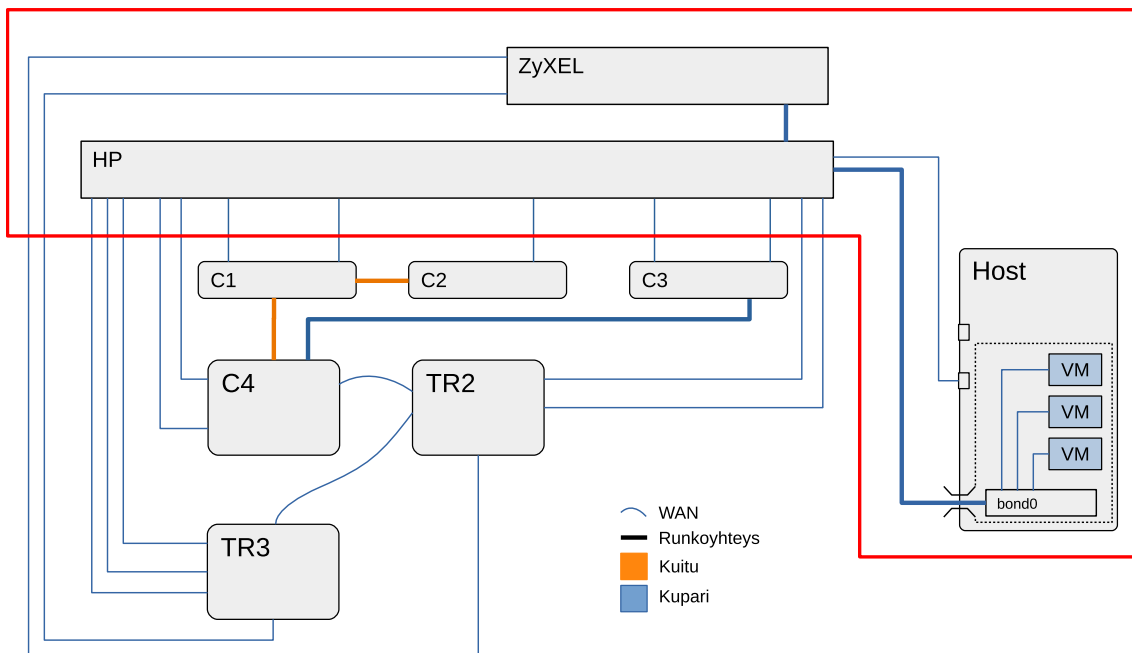 ZyXEL
HP
C1
C2
C3
Host
C4
TR2
VM
VM
VM
bond0
TR3
WAN
Runkoyhteys
Kuitu
Kupari